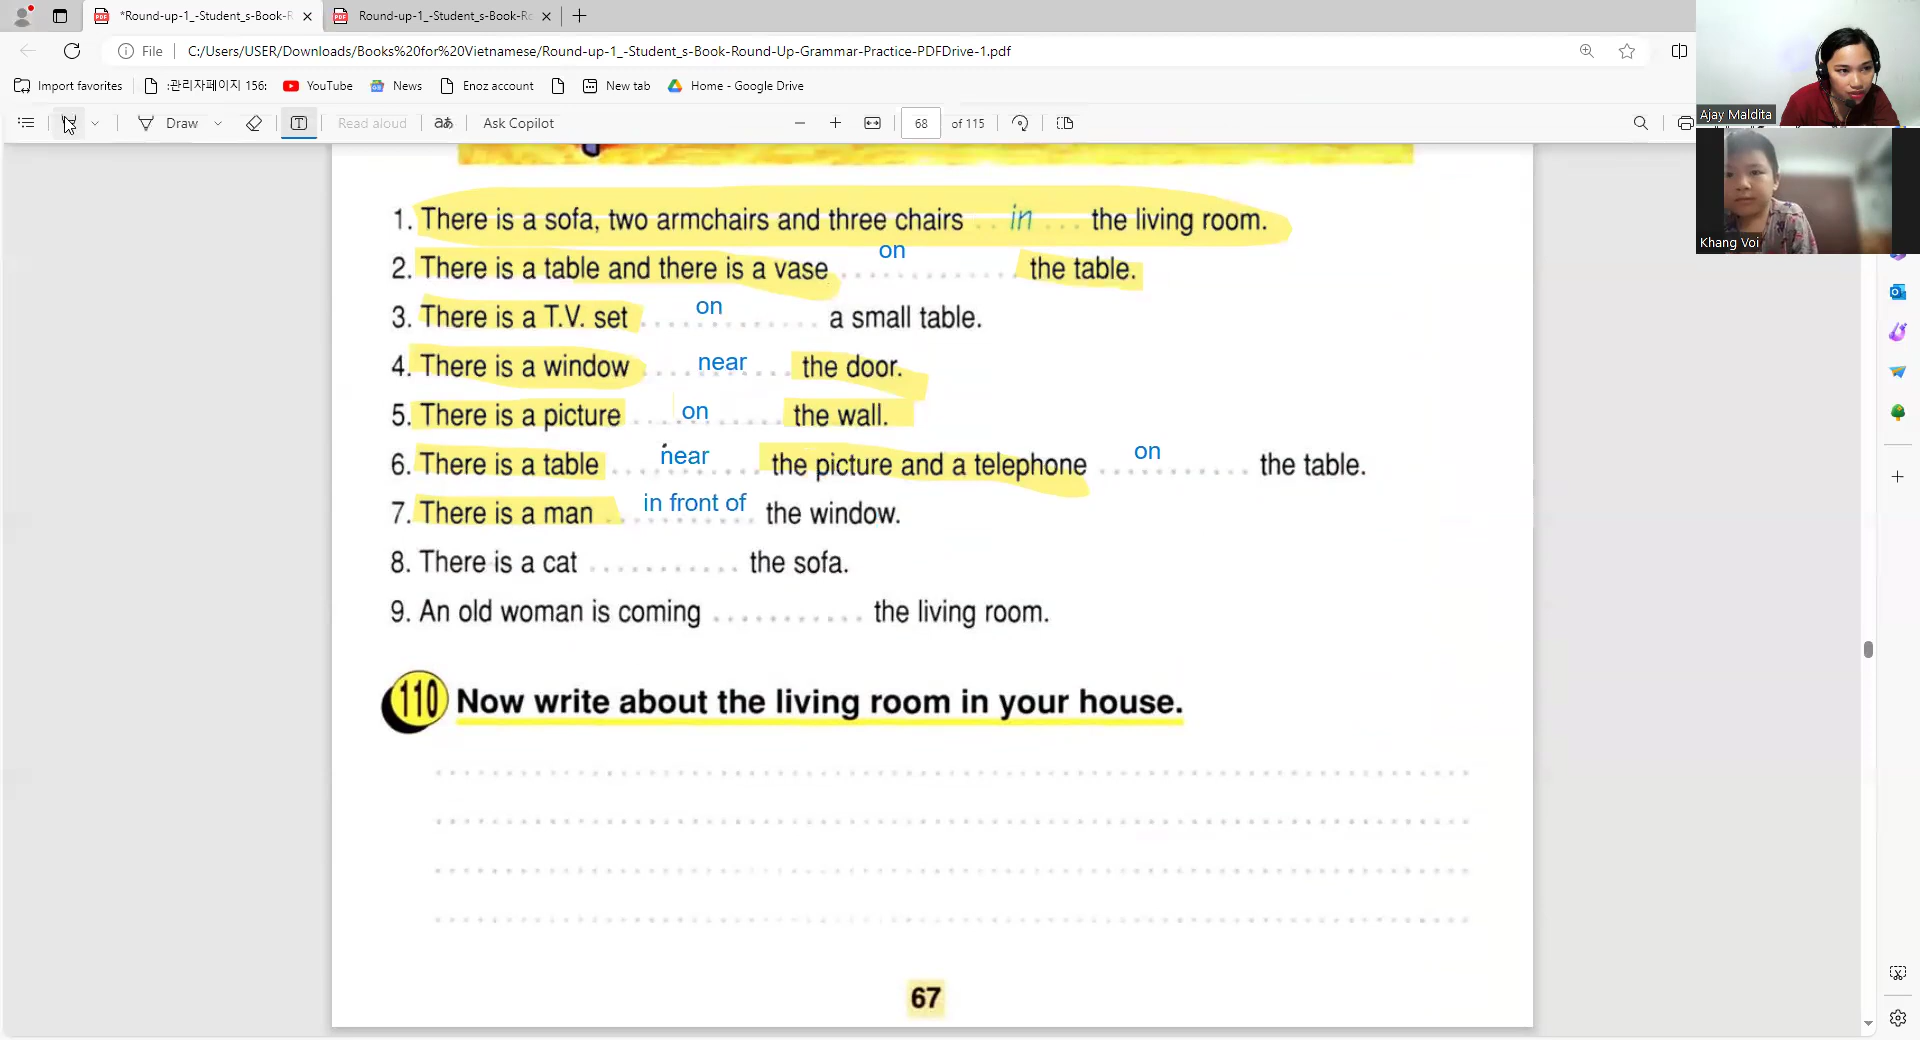 *Round-up-1_-Student_s-Book-R
Round-up-1_-Student_s-Book-Ro
File
C:/Users/USER/Downloads/Books%20for%20Vietnamese/Round-up-1_-Student_s-Book-Round-Up-Grammar-Practice-PDFDrive-1.pdf
Import favorites
:관리자페이지 156:
YouTube
News
Enoz account
New tab
Home - Google Drive
Draw
Read aloud
aあ
Ask Copilot
68
of 115
Ajay Maldita
Khang Voi
1. There is a sofa, two armchairs and three chairs .. in ... the living room.
2. There is a table and there is a vase on the table.
3. There is a T.V. set on a small table.
4. There is a window near the door.
5. There is a picture on the wall.
6. There is a table near the picture and a telephone on the table.
7. There is a man in front of the window.
8. There is a cat ........... the sofa.
9. An old woman is coming ........... the living room.
110 Now write about the living room in your house.
67